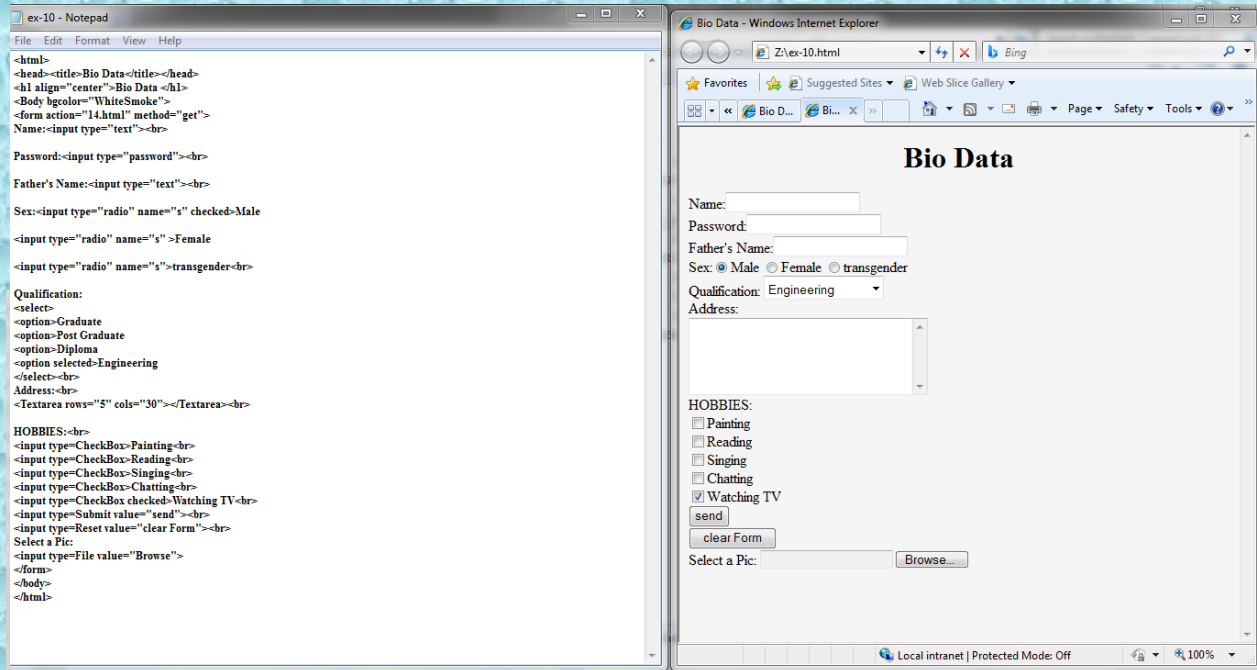 ex-10 - Notepad
File Edit Format View Help
<html>
<head><title>Bio Data</title></head>
<h1 align="center">Bio Data </h1>
<Body bgcolor="WhiteSmoke">
<form action="14.html" method="get">
Name:<input type="text"><br>
Password:<input type="password"><br>
Father's Name:<input type="text"><br>
Sex:<input type="radio" name="s" checked>Male
<input type="radio" name="s" >Female
<input type="radio" name="s">transgender<br>
Qualification:
<select>
<option>Graduate
<option>Post Graduate
<option>Diploma
<option selected>Engineering
</select><br>
Address:<br>
<Textarea rows="5" cols="30"></Textarea><br>
HOBBIES:<br>
<input type=CheckBox>Painting<br>
<input type=CheckBox>Reading<br>
<input type=CheckBox>Singing<br>
<input type=CheckBox>Chatting<br>
<input type=CheckBox checked>Watching TV<br>
<input type=Submit value="send"><br>
<input type=Reset value="clear Form"><br>
Select a Pic:
<input type=File value="Browse">
</form>
</body>
</html>
Bio Data - Windows Internet Explorer
Z:\ex-10.html
Bing
Favorites Suggested Sites Web Slice Gallery
Bio D... Bi... Page Safety Tools
Bio Data
Name:
Password:
Father's Name:
Sex: Male Female transgender
Qualification: Engineering
Address:
HOBBIES:
Painting
Reading
Singing
Chatting
Watching TV
send
clear Form
Select a Pic: Browse...
Local intranet | Protected Mode: Off 100%